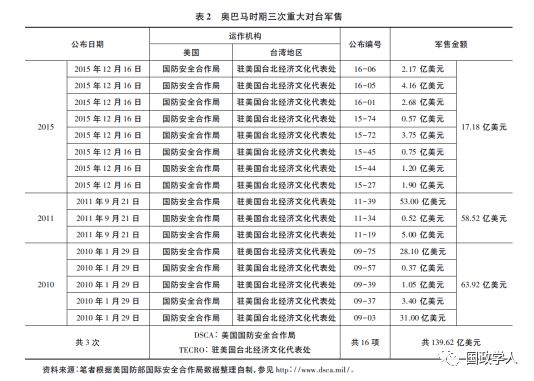 表 2　奥巴马时期三次重大对台军售
公布日期 运作机构 公布编号 军售金额
美国 台湾地区
2015 2015 年 12 月 16 日 国防安全合作局 驻美国台北经济文化代表处 16-06 2.17 亿美元 17.18 亿美元
2015 年 12 月 16 日 国防安全合作局 驻美国台北经济文化代表处 16-05 4.16 亿美元
2015 年 12 月 16 日 国防安全合作局 驻美国台北经济文化代表处 16-01 2.68 亿美元
2015 年 12 月 16 日 国防安全合作局 驻美国台北经济文化代表处 15-74 0.57 亿美元
2015 年 12 月 16 日 国防安全合作局 驻美国台北经济文化代表处 15-72 3.75 亿美元
2015 年 12 月 16 日 国防安全合作局 驻美国台北经济文化代表处 15-45 0.75 亿美元
2015 年 12 月 16 日 国防安全合作局 驻美国台北经济文化代表处 15-44 1.20 亿美元
2015 年 12 月 16 日 国防安全合作局 驻美国台北经济文化代表处 15-27 1.90 亿美元
2011 2011 年 9 月 21 日 国防安全合作局 驻美国台北经济文化代表处 11-39 53.00 亿美元 58.52 亿美元
2011 年 9 月 21 日 国防安全合作局 驻美国台北经济文化代表处 11-34 0.52 亿美元
2011 年 9 月 21 日 国防安全合作局 驻美国台北经济文化代表处 11-19 5.00 亿美元
2010 2010 年 1 月 29 日 国防安全合作局 驻美国台北经济文化代表处 09-75 28.10 亿美元 63.92 亿美元
2010 年 1 月 29 日 国防安全合作局 驻美国台北经济文化代表处 09-57 0.37 亿美元
2010 年 1 月 29 日 国防安全合作局 驻美国台北经济文化代表处 09-39 1.05 亿美元
2010 年 1 月 29 日 国防安全合作局 驻美国台北经济文化代表处 09-37 3.40 亿美元
2010 年 1 月 29 日 国防安全合作局 驻美国台北经济文化代表处 09-03 31.00 亿美元
共 3 次 DSCA：美国国防安全合作局 共 16 项 共 139.62 亿美元
TECRO：驻美国台北经济文化代表处
资料来源：笔者根据美国防部国际安全合作局数据整理自制，参见 http://www.dsca.mil/。
国政学人